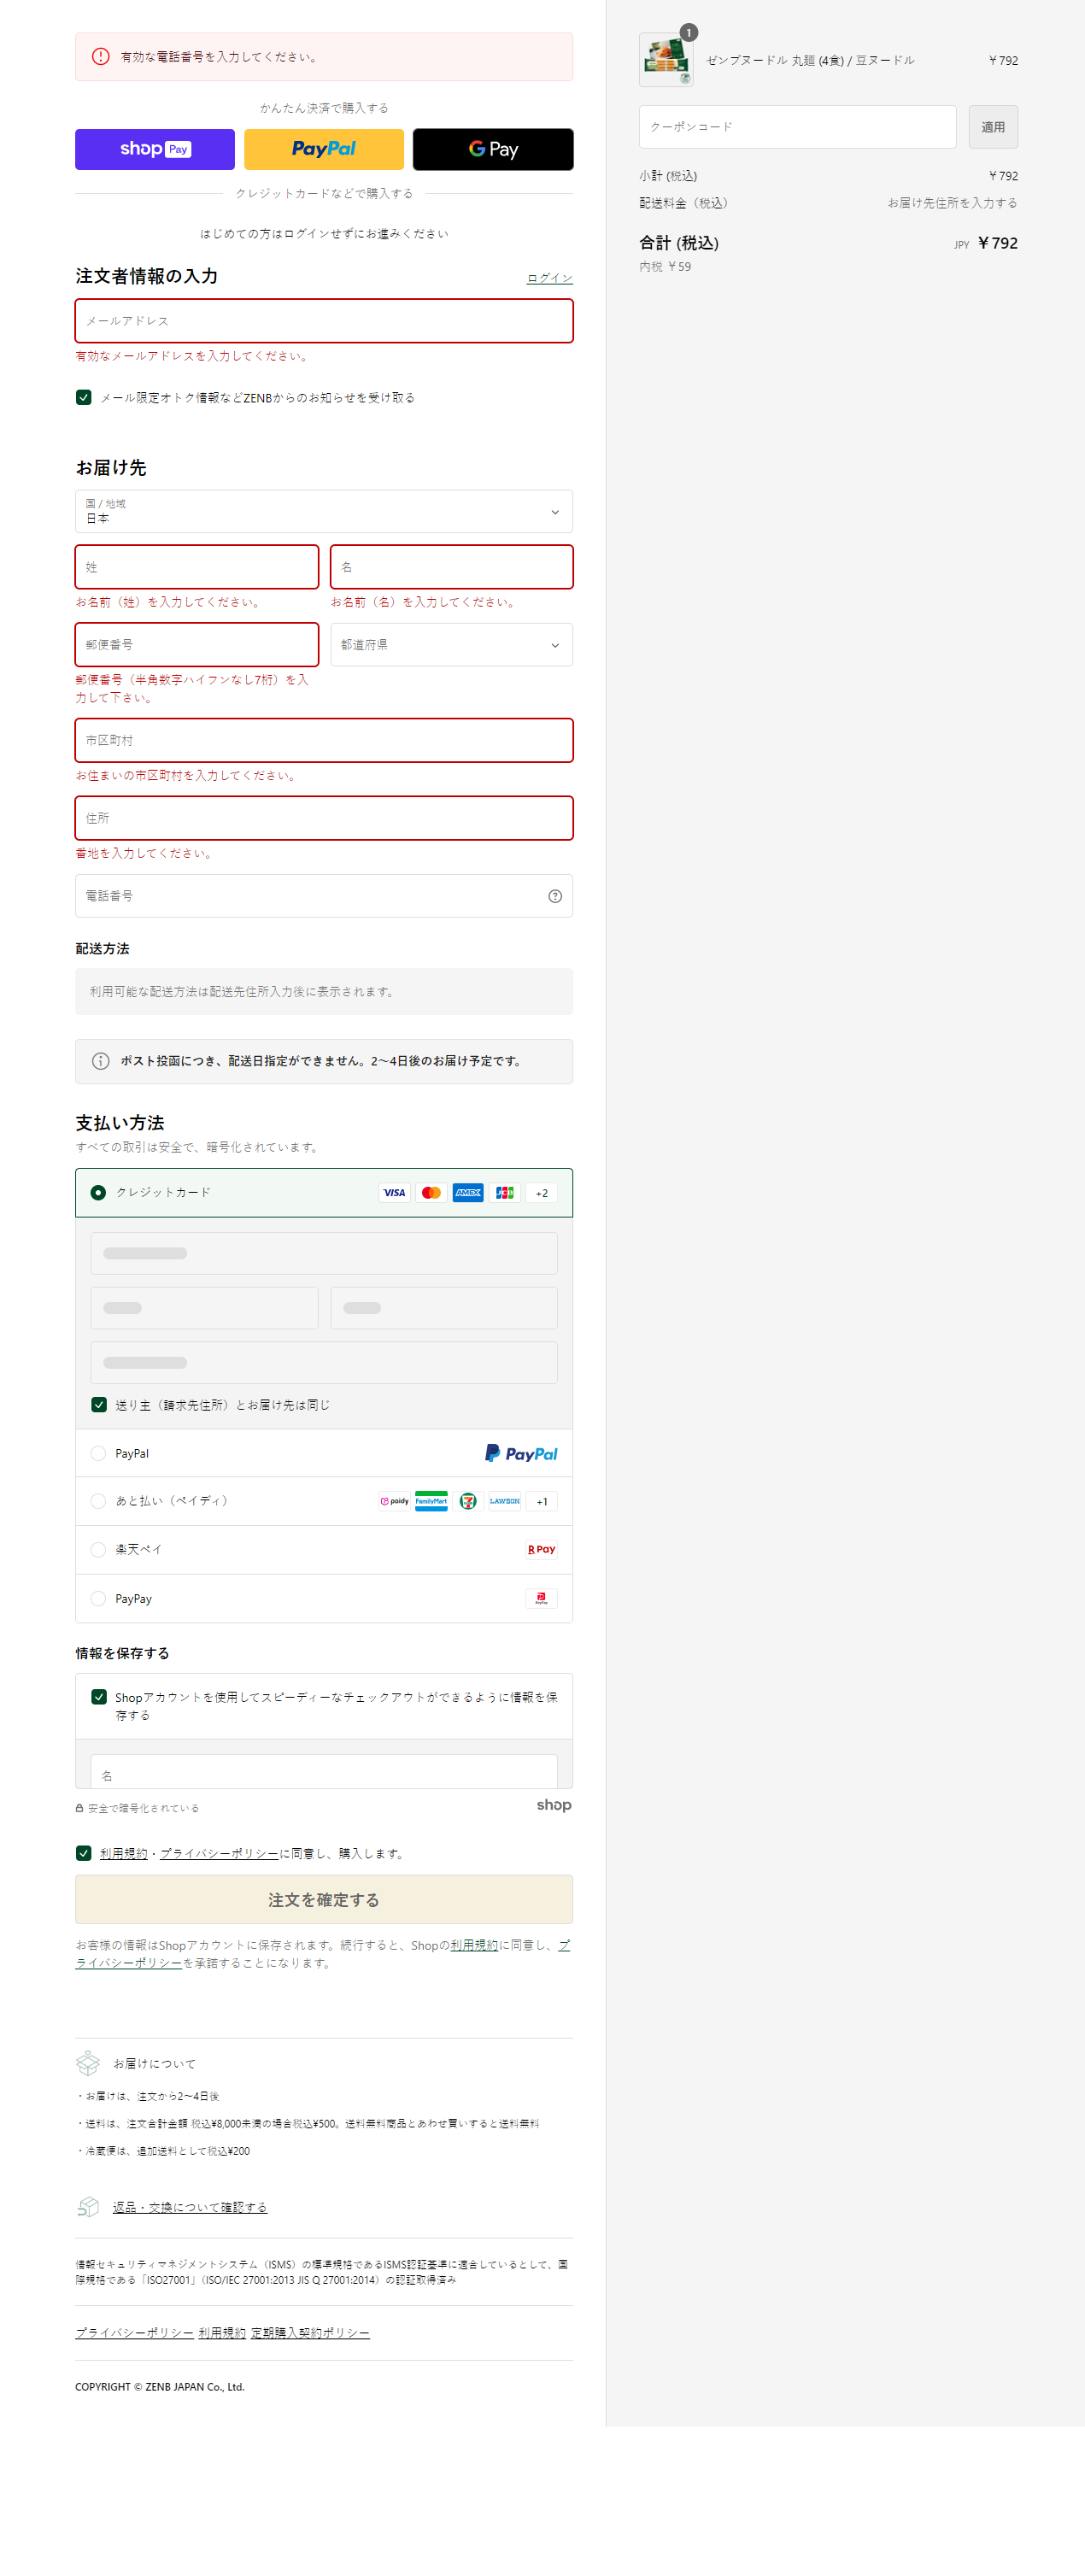 有効な電話番号を入力してください。
かんたん決済で購入する
shop Pay
PayPal
G Pay
クレジットカードなどで購入する
はじめての方はログインせずにお進みください
注文者情報の入力
ログイン
メールアドレス
有効なメールアドレスを入力してください。
メール限定オトク情報などZENBからのお知らせを受け取る
お届け先
国 / 地域
日本
姓
名
お名前（姓）を入力してください。
お名前（名）を入力してください。
郵便番号
都道府県
郵便番号（半角数字ハイフンなし7桁）を入
力して下さい。
市区町村
お住まいの市区町村を入力してください。
住所
番地を入力してください。
電話番号
配送方法
利用可能な配送方法は配送先住所入力後に表示されます。
ポスト投函につき、配送日指定ができません。2〜4日後のお届け予定です。
支払い方法
すべての取引は安全で、暗号化されています。
クレジットカード
VISA
AMEX
JCB
+2
送り主（請求先住所）とお届け先は同じ
PayPal
PayPal
あと払い（ペイディ）
paidy
FamilyMart
7
LAWSON
+1
楽天ペイ
R Pay
PayPay
PayPay
情報を保存する
Shopアカウントを使用してスピーディーなチェックアウトができるように情報を保
存する
名
安全で暗号化されている
shop
利用規約・プライバシーポリシーに同意し、購入します。
注文を確定する
お客様の情報はShopアカウントに保存されます。続行すると、Shopの利用規約に同意し、プ
ライバシーポリシーを承諾することになります。
お届けについて
・お届けは、注文から2〜4日後
・送料は、注文合計金額 税込¥8,000未満の場合税込¥500。送料無料商品とあわせ買いすると送料無料
・冷蔵便は、追加送料として税込¥200
返品・交換について確認する
情報セキュリティマネジメントシステム（ISMS）の標準規格であるISMS認証基準に適合しているとして、国
際規格である「ISO27001」（ISO/IEC 27001:2013 JIS Q 27001:2014）の認証取得済み
プライバシーポリシー 利用規約 定期購入契約ポリシー
COPYRIGHT © ZENB JAPAN Co., Ltd.
1
ゼンブヌードル 丸麺 (4食) / 豆ヌードル
￥792
クーポンコード
適用
小計 (税込)
￥792
配送料金（税込）
お届け先住所を入力する
合計 (税込)
JPY ￥792
内税 ￥59